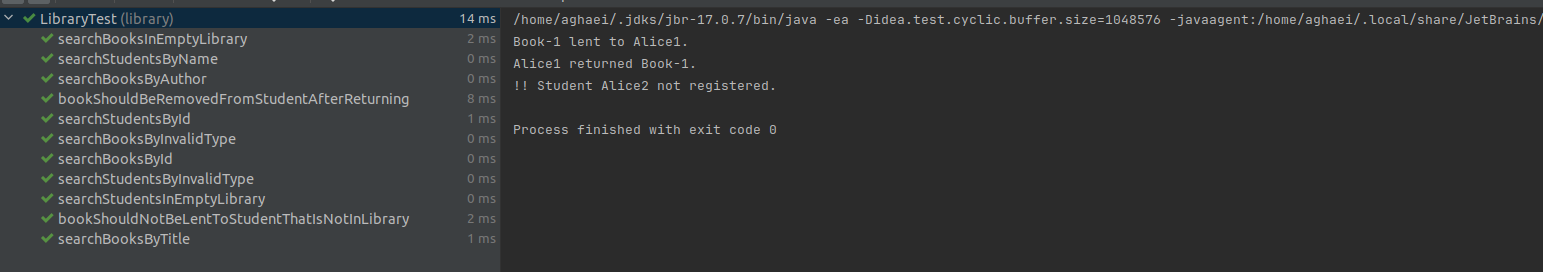 LibraryTest (library) 14 ms
searchBooksInEmptyLibrary 2 ms
searchStudentsByName 0 ms
searchBooksByAuthor 0 ms
bookShouldBeRemovedFromStudentAfterReturning 8 ms
searchStudentsById 1 ms
searchBooksByInvalidType 0 ms
searchBooksById 0 ms
searchStudentsByInvalidType 0 ms
searchStudentsInEmptyLibrary 0 ms
bookShouldNotBeLentToStudentThatIsNotInLibrary 2 ms
searchBooksByTitle 1 ms
/home/aghaei/.jdks/jbr-17.0.7/bin/java -ea -Didea.test.cyclic.buffer.size=1048576 -javaagent:/home/aghaei/.local/share/JetBrains/
Book-1 lent to Alice1.
Alice1 returned Book-1.
!! Student Alice2 not registered.
Process finished with exit code 0